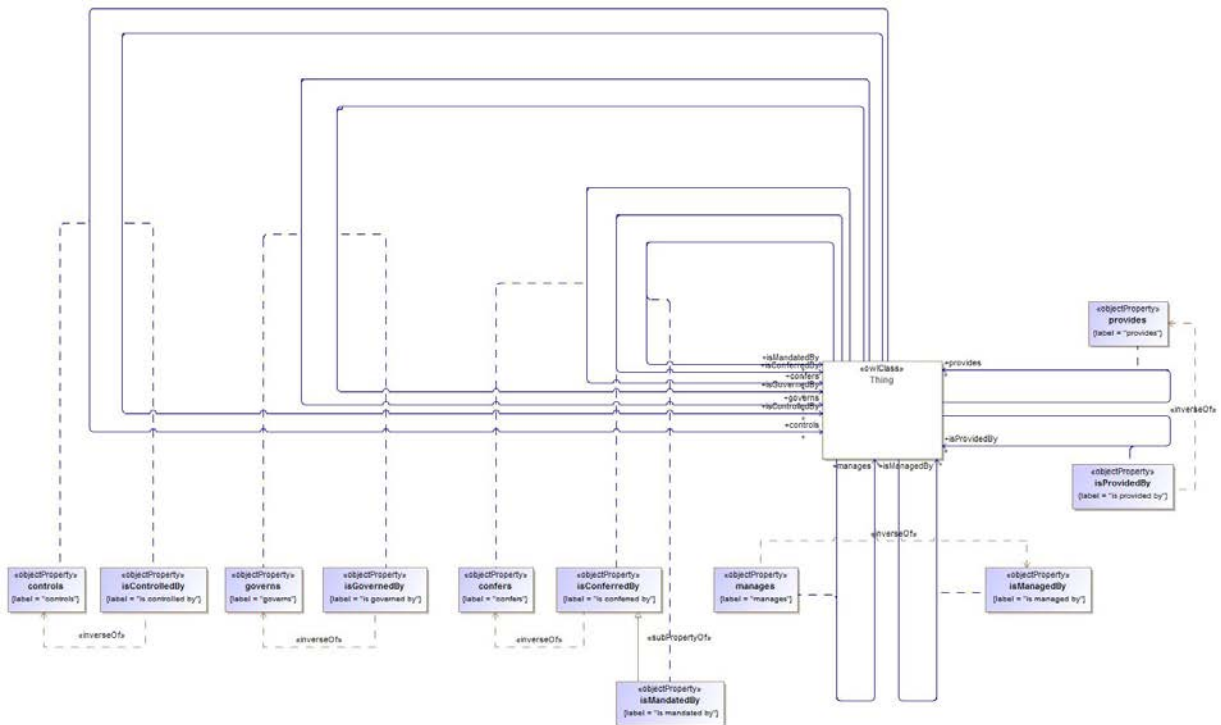 «objectProperty»
provides
{label = "provides"}
+isMandatedBy
+isConferredBy
+confers
+isGovernedBy
+governs
+isControlledBy
+controls
«owlClass»
Thing
+provides
+isProvidedBy
«inverseOf»
+manages
+isManagedBy
«objectProperty»
isProvidedBy
{label = "is provided by"}
«inverseOf»
«objectProperty»
controls
{label = "controls"}
«objectProperty»
isControlledBy
{label = "is controlled by"}
«objectProperty»
governs
{label = "governs"}
«objectProperty»
isGovernedBy
{label = "is governed by"}
«objectProperty»
confers
{label = "confers"}
«objectProperty»
isConferredBy
{label = "is conferred by"}
«objectProperty»
manages
{label = "manages"}
«objectProperty»
isManagedBy
{label = "is managed by"}
«inverseOf»
«inverseOf»
«inverseOf»
«subPropertyOf»
«objectProperty»
isMandatedBy
{label = "is mandated by"}